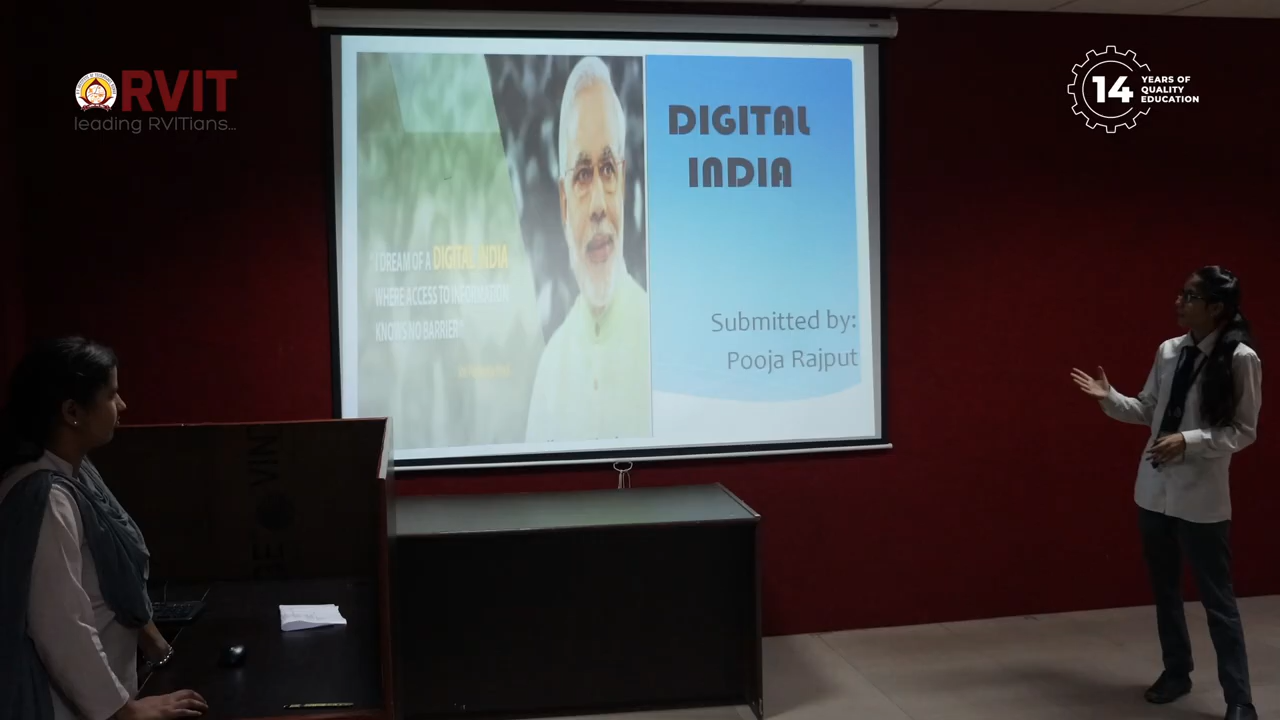 RVIT
leading RVITians...
14
YEARS OF
QUALITY
EDUCATION
DIGITAL
INDIA
"I DREAM OF A DIGITAL INDIA
WHERE ACCESS TO INFORMATION
KNOWS NO BARRIER"
Submitted by:
Pooja Rajput